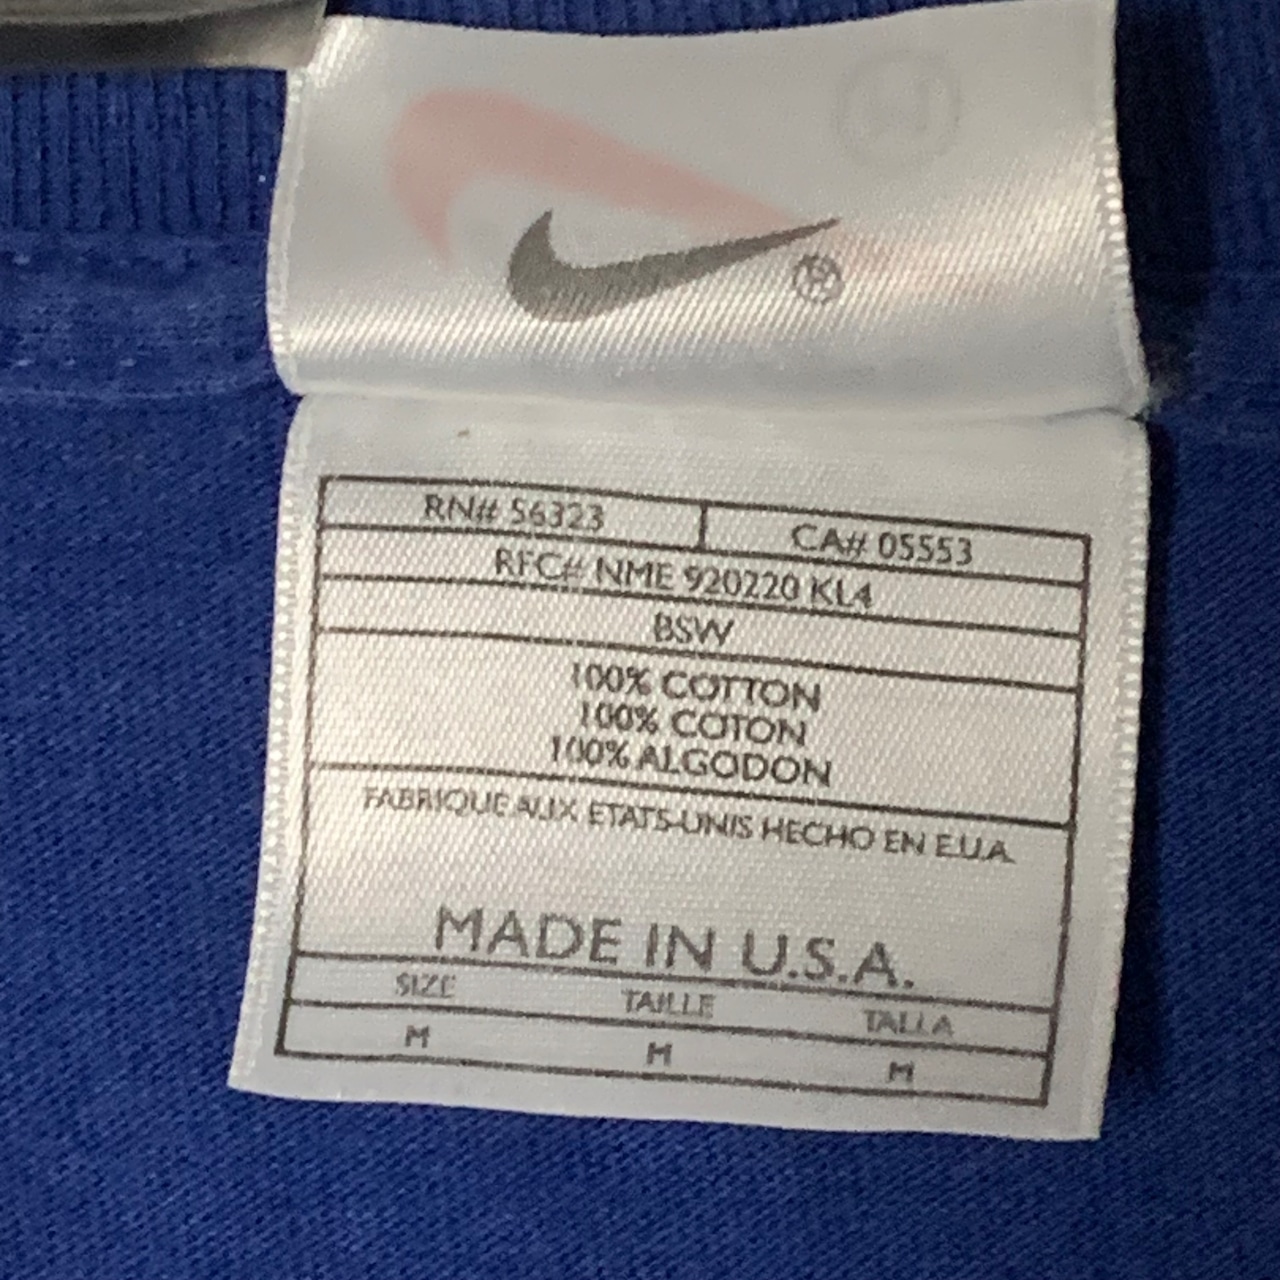 ®
RN# 56323 CA# 05553
RFC# NME 920220 KL4
BSW
100% COTTON
100% COTON
100% ALGODON
FABRIQUE AUX ETATS-UNIS HECHO EN E.U.A.
MADE IN U.S.A.
SIZE TAILLE TALLA
M M M